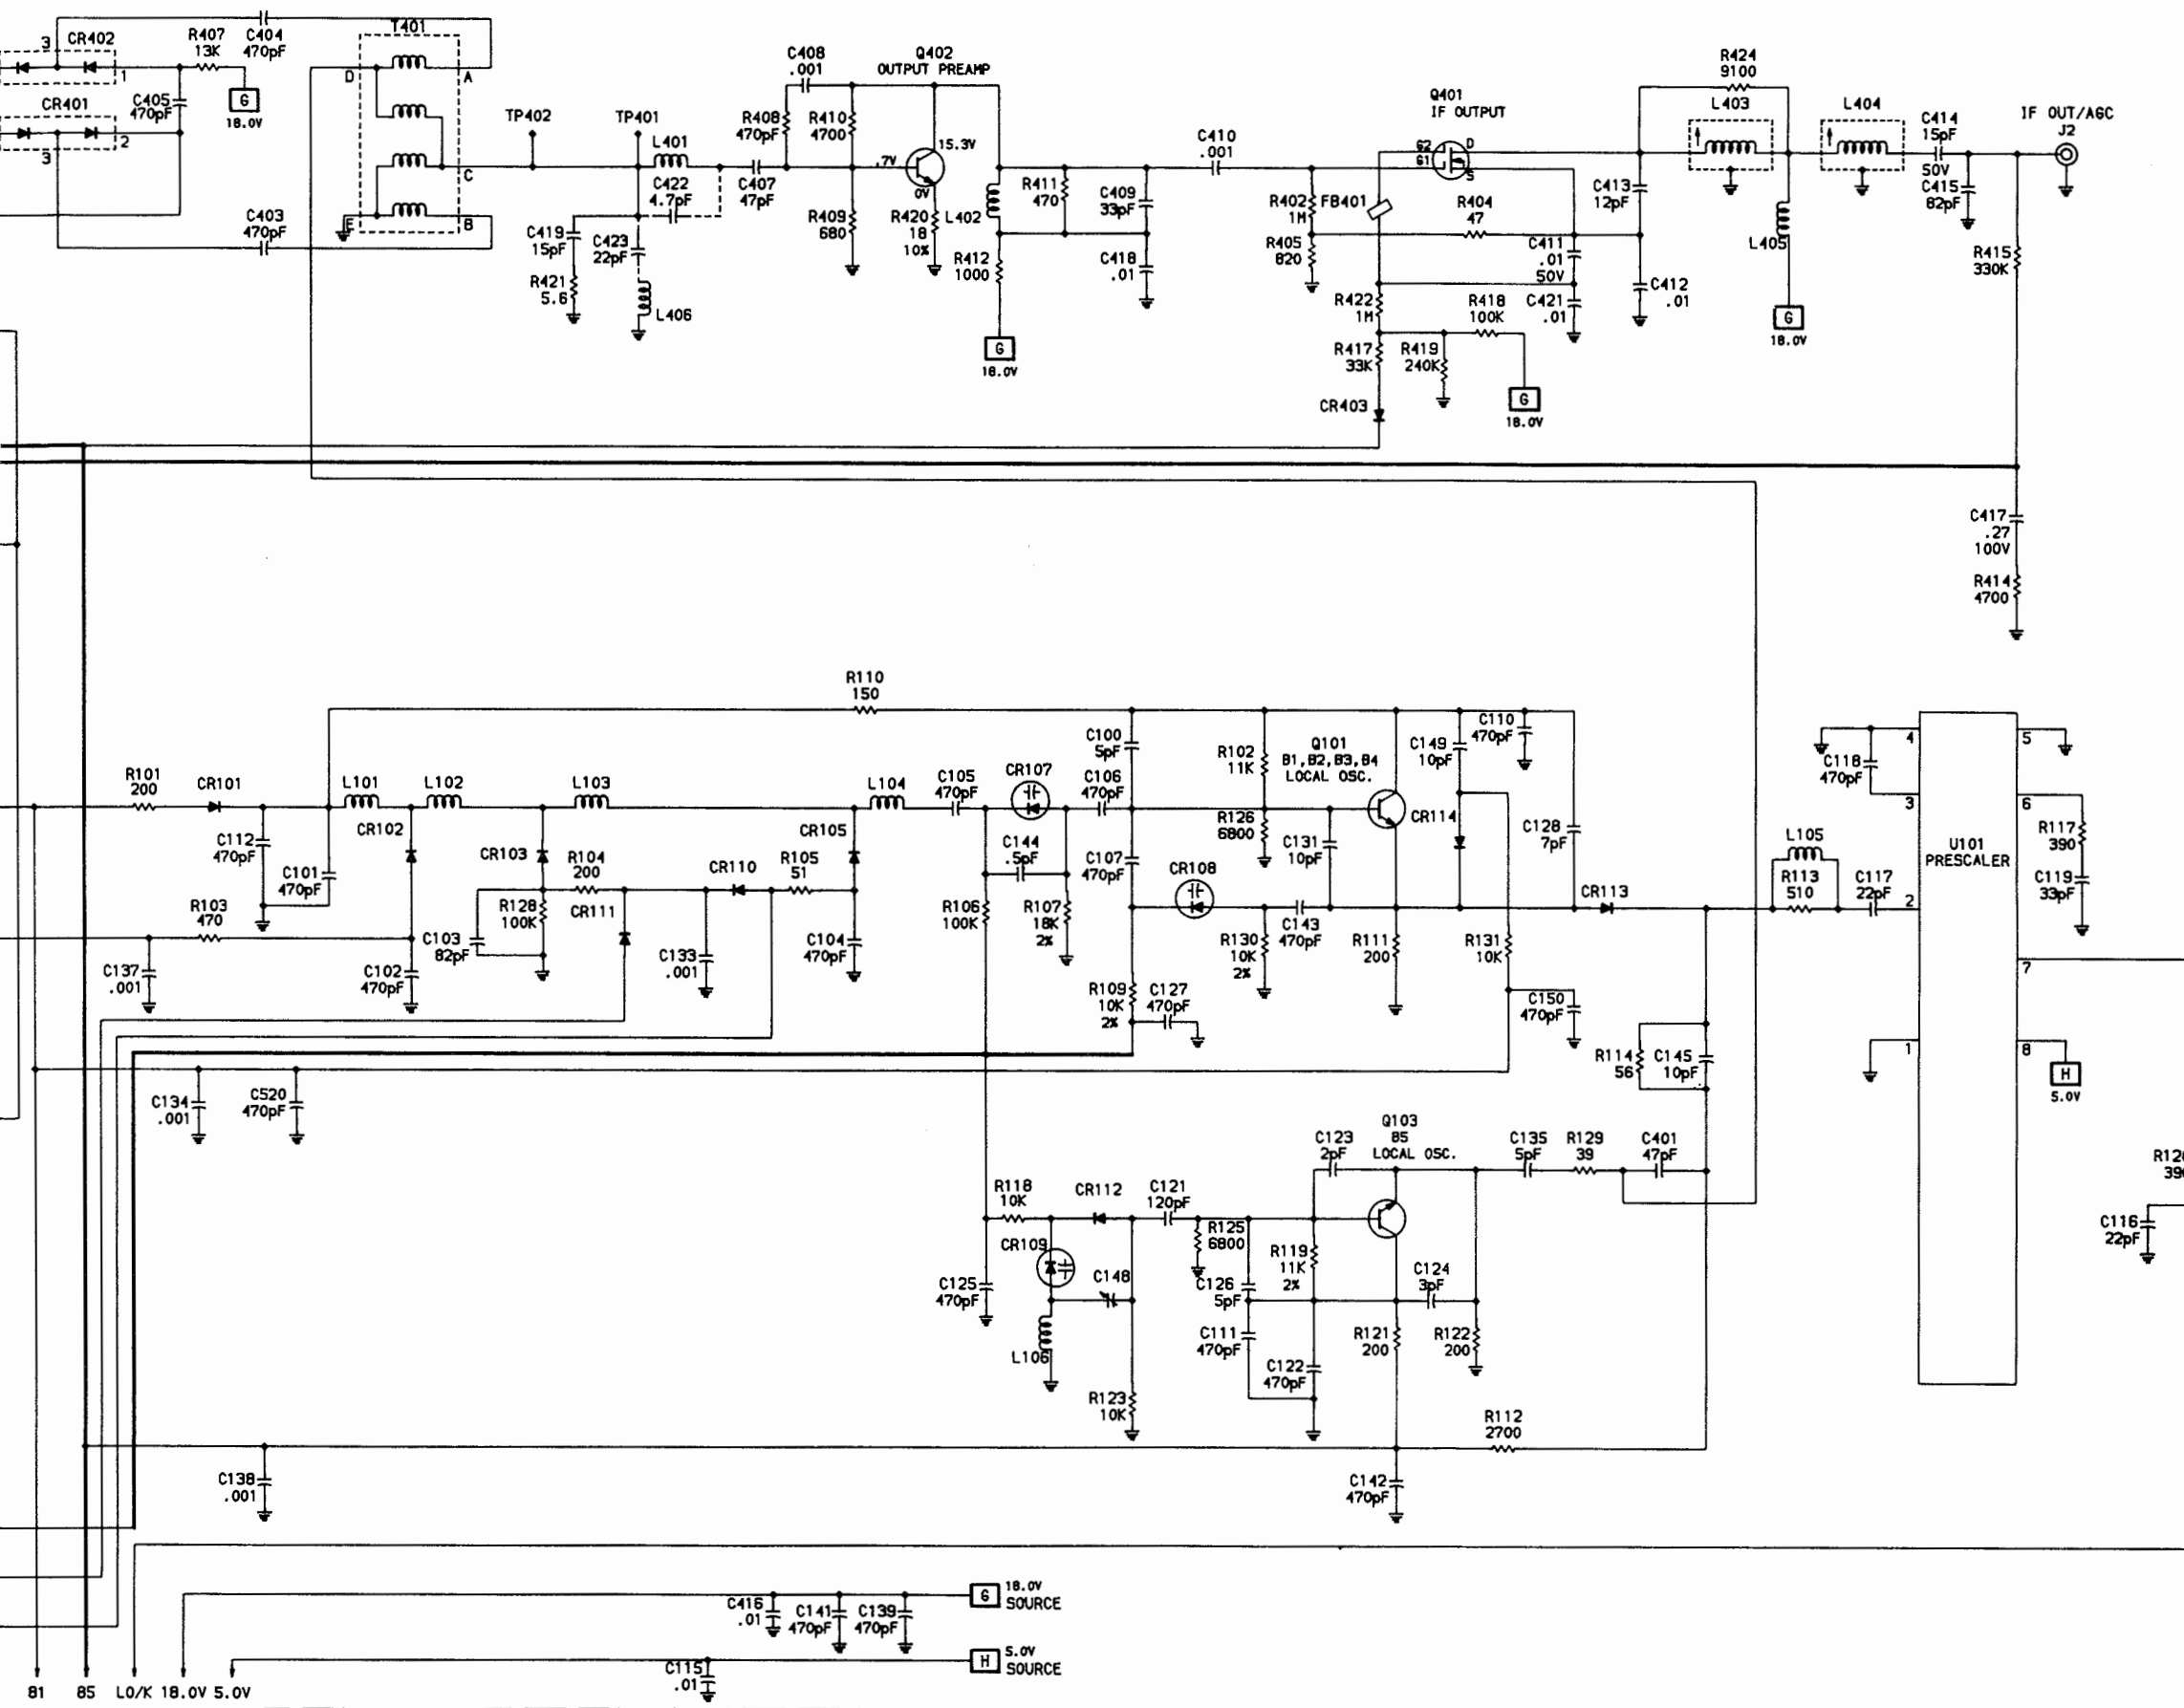 3
CR402
1
R407
13K
C404
470pF
T401
D
A
G
18.0V
C405
470pF
CR401
3
2
C
E
B
C403
470pF
TP402
TP401
L401
C422
4.7pF
C407
47pF
C419
15pF
C423
22pF
R421
5.6
L406
C408
.001
Q402
OUTPUT PREAMP
R408
470pF
R410
4700
15.3V
.7V
0V
R409
680
R420
18
10%
L402
R411
470
C409
33pF
R412
1000
C418
.01
G
18.0V
C410
.001
Q401
IF OUTPUT
G2
D
G1
S
R402
1M
FB401
R404
47
R405
820
C411
.01
50V
C413
12pF
R422
1M
R418
100K
C421
.01
C412
.01
R417
33K
R419
240K
CR403
G
18.0V
R424
9100
L403
L404
C414
15pF
50V
IF OUT/AGC
J2
C415
82pF
L405
G
18.0V
R415
330K
C417
.27
100V
R414
4700
R110
150
R101
200
CR101
L101
L102
L103
L104
C105
470pF
CR107
C106
470pF
C100
5pF
R102
11K
Q101
B1,B2,B3,B4
LOCAL OSC.
C149
10pF
C110
470pF
C112
470pF
CR102
C101
470pF
CR103
R104
200
CR110
R105
51
CR105
C144
.5pF
R126
6800
C107
470pF
C131
10pF
CR114
C128
7pF
CR108
CR113
R103
470
C103
82pF
R128
100K
CR111
C133
.001
C104
470pF
R106
100K
R107
18K
2%
R130
10K
2%
C143
470pF
R111
200
R131
10K
C137
.001
C102
470pF
R109
10K
2%
C127
470pF
C150
470pF
R114
56
C145
10pF
L105
R113
510
C117
22pF
C118
470pF
4
3
2
1
U101
PRESCALER
5
6
7
8
R117
390
C119
33pF
H
5.0V
C134
.001
C520
470pF
R118
10K
CR112
C121
120pF
C123
2pF
Q103
B5
LOCAL OSC.
C135
5pF
R129
39
C401
47pF
CR109
C148
R125
6800
R119
11K
2%
C124
3pF
C125
470pF
C126
5pF
L106
C111
470pF
C122
470pF
R121
200
R122
200
R123
10K
R112
2700
C142
470pF
C116
22pF
C138
.001
C416
.01
C141
470pF
C139
470pF
G
18.0V
SOURCE
C115
.01
H
5.0V
SOURCE
B1 B5 LO/K 18.0V 5.0V